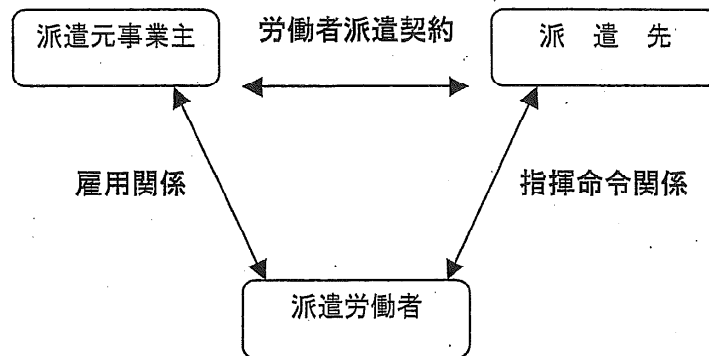 派遣元事業主
労働者派遣契約
派 遣 先
雇用関係
指揮命令関係
派遣労働者